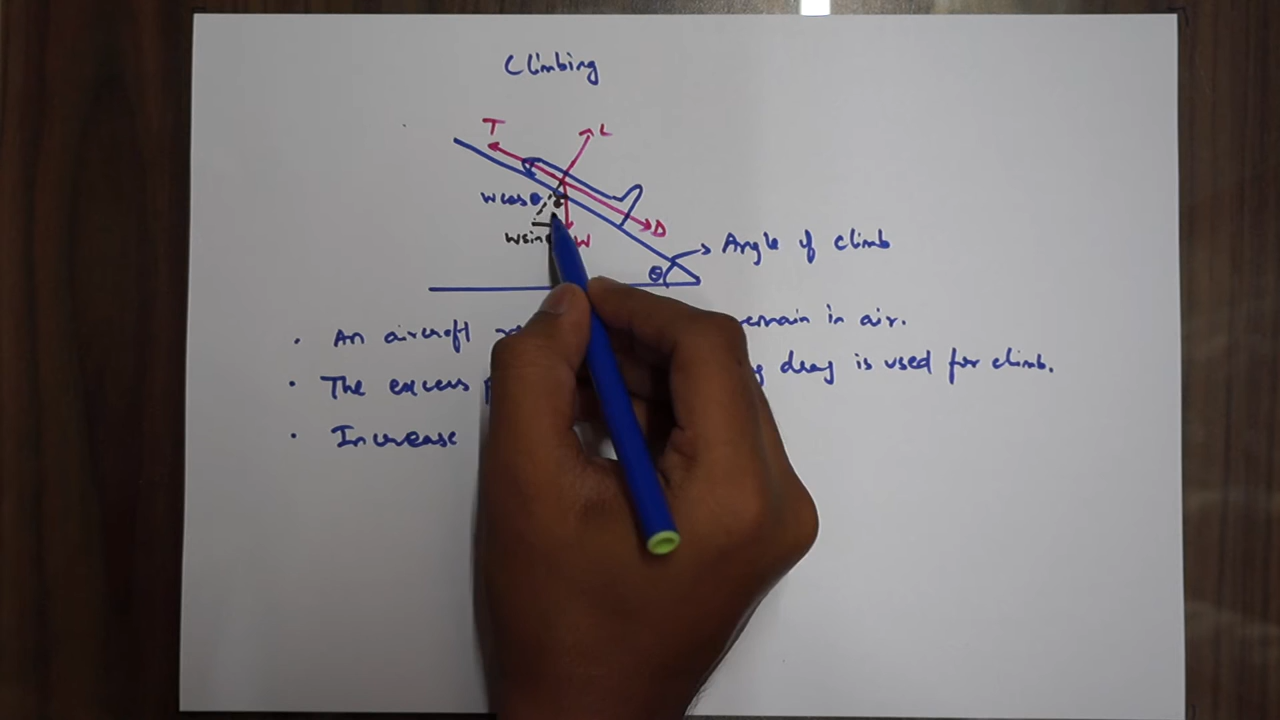 Climbing
T L
W cos θ
W sin W D
θ Angle of climb
An aircraft remain in air.
The excess drag is used for climb.
Increase